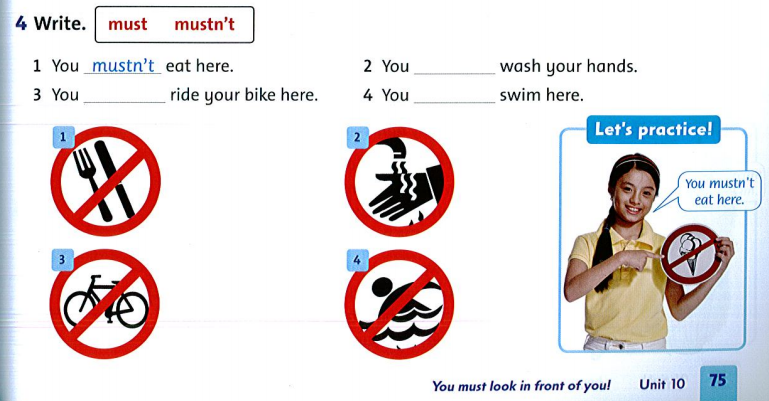 4 Write. must mustn't
1 You mustn't eat here.
2 You ________ wash your hands.
3 You ________ ride your bike here.
4 You ________ swim here.
1
2
3
4
Let's practice!
You mustn't
eat here.
You must look in front of you! Unit 10 75